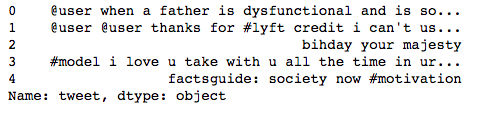 0 @user when a father is dysfunctional and is so...
1 @user @user thanks for #lyft credit i can't us...
2 bihday your majesty
3 #model i love u take with u all the time in ur...
4 factsguide: society now #motivation
Name: tweet, dtype: object